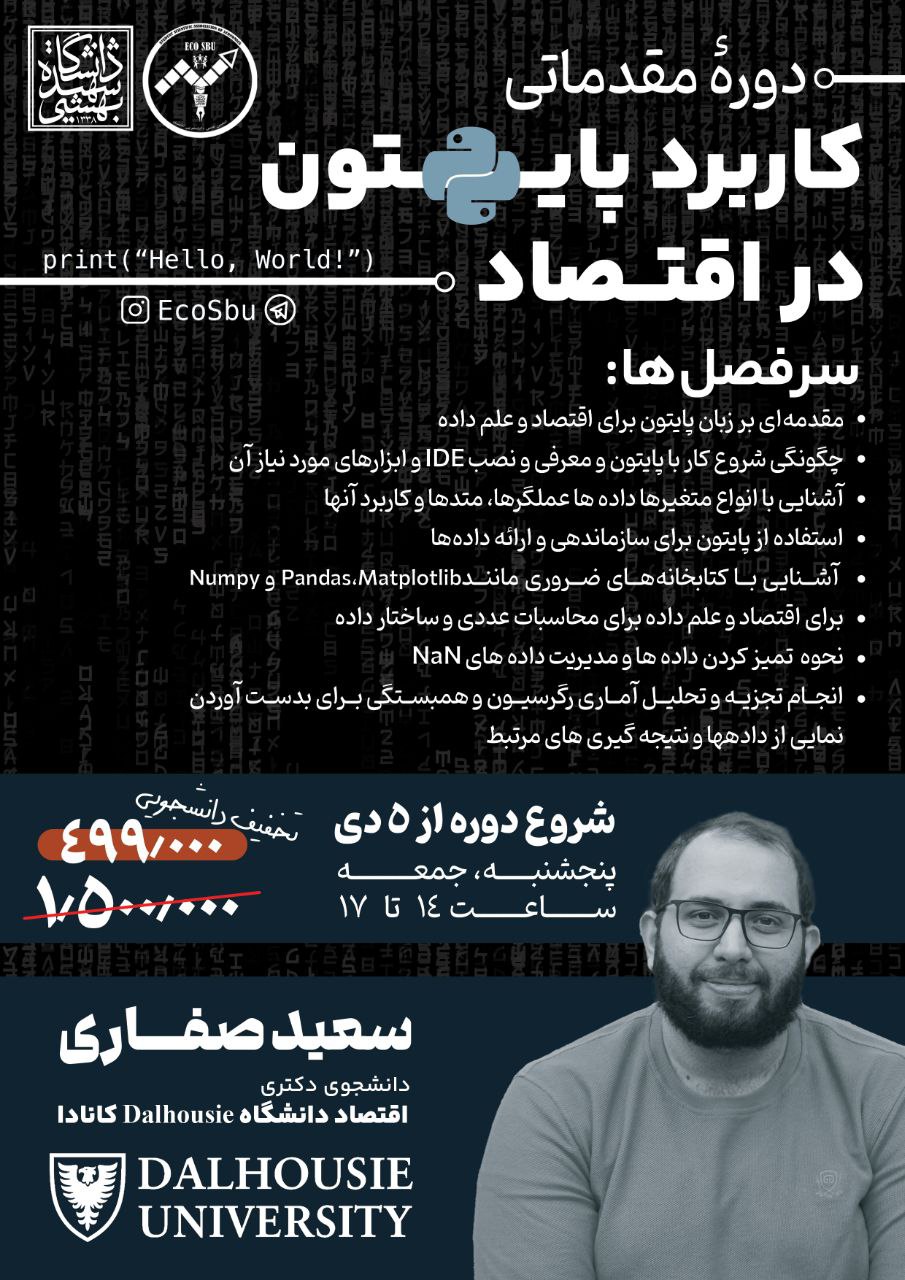 دانشگاه شهید بهشتی
۱۳۳۸
ECO SBU
دورهٔ مقدماتی
کاربرد پایتون
در اقتصاد
print(“Hello, World!”)
EcoSbu
سرفصل‌ها:
• مقدمه‌ای بر زبان پایتون برای اقتصاد و علم داده
• چگونگی شروع کار با پایتون و معرفی و نصب IDE و ابزارهای مورد نیاز آن
• آشنایی با انواع متغیرها داده ها عملگرها، متدها و کاربرد آنها
• استفاده از پایتون برای سازماندهی و ارائه داده‌ها
• آشنایی با کتابخانه‌های ضروری مانندPandas،Matplotlib و Numpy
• برای اقتصاد و علم داده برای محاسبات عددی و ساختار داده
• نحوه تمیز کردن داده ها و مدیریت داده های NaN
• انجام تجزیه و تحلیل آماری رگرسیون و همبستگی برای بدست آوردن
نمایی از دادهها و نتیجه گیری های مرتبط
شروع دوره از ۵ دی
پنجشنبه، جمعه
ساعت ۱۴ تا ۱۷
تخفیف دانشجویی
۴۹۹٫۰۰۰
۱٫۵۰۰٫۰۰۰
سعید صفاری
دانشجوی دکتری
اقتصاد دانشگاه Dalhousie کانادا
DALHOUSIE
UNIVERSITY